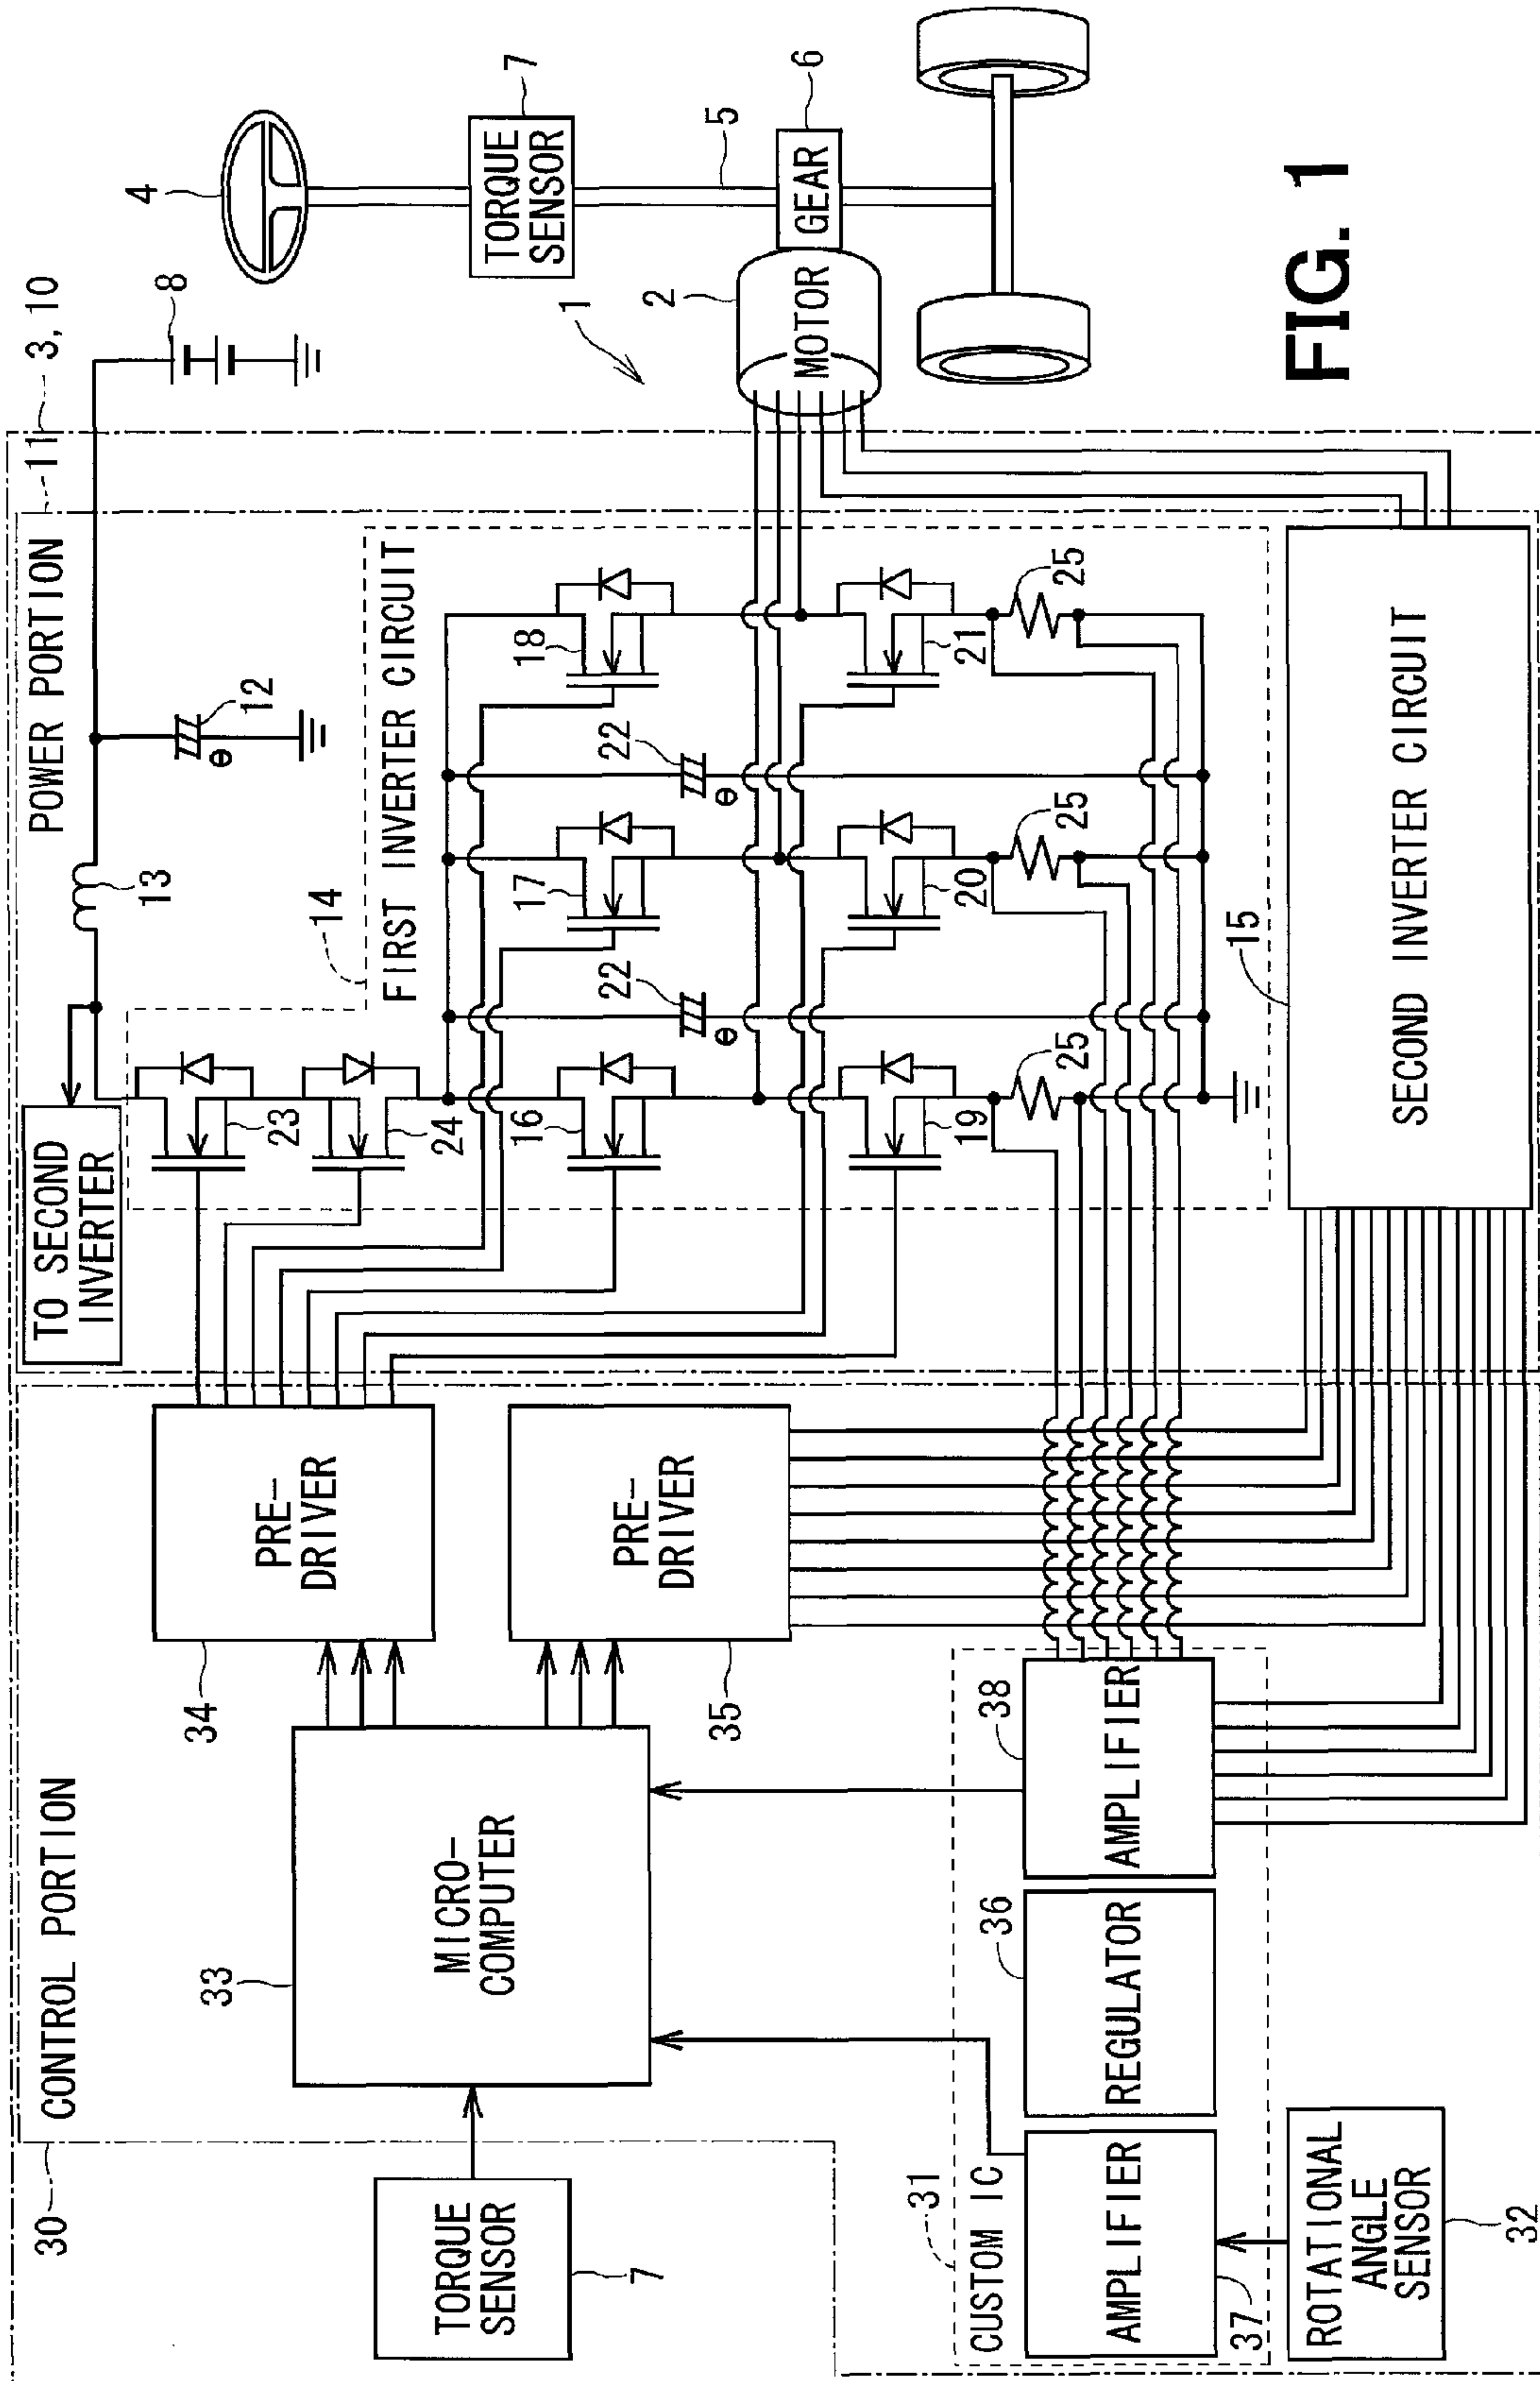 FIG. 1
3, 10
11
POWER PORTION
8
4
7
TORQUE
SENSOR
5
6
GEAR
1
2
MOTOR
12
13
TO SECOND
INVERTER
14
FIRST INVERTER CIRCUIT
23
24
16
17
18
22
22
19
20
21
25
25
25
15
SECOND INVERTER CIRCUIT
30
CONTROL PORTION
34
PRE-
DRIVER
35
PRE-
DRIVER
33
MICRO-
COMPUTER
TORQUE
SENSOR
7
31
CUSTOM IC
38
AMPLIFIER
36
REGULATOR
AMPLIFIER
37
ROTATIONAL
ANGLE
SENSOR
32